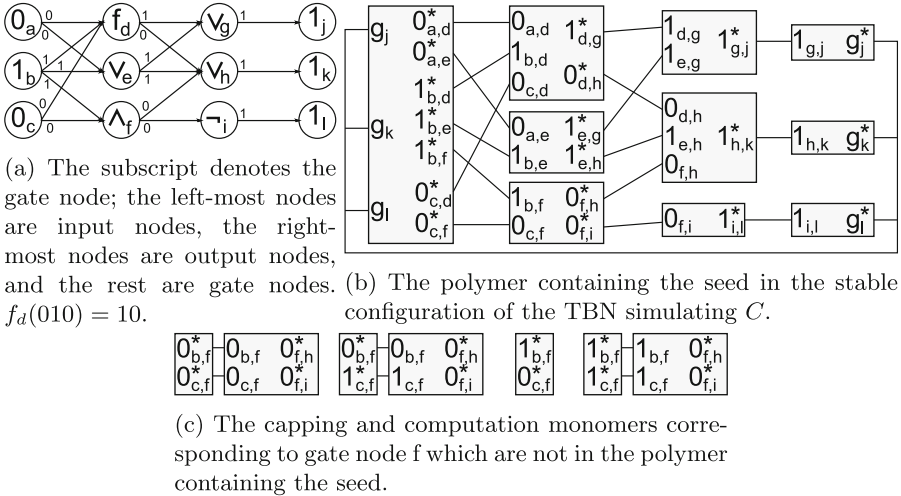 0a 0 0 fd 1 0 ∨g 1 1j
1b 1 1 1 ∨e 1 1 ∨h 1 1k
0c 0 0 ∧f 0 0 ¬i 1 1l
(a) The subscript denotes the
gate node; the left-most nodes
are input nodes, the right-
most nodes are output nodes,
and the rest are gate nodes.
fd(010) = 10.
gj 0*a,d
0*a,e
1*b,d
gk 1*b,e
1*b,f
gl 0*c,d
0*c,f
0a,d 1*d,g
1b,d
0c,d 0*d,h
0a,e 1*e,g
1b,e 1*e,h
1b,f 0*f,h
0c,f 0*f,i
1d,g 1*g,j
1e,g
0d,h
1e,h 1*h,k
0f,h
0f,i 1*i,l
1g,j g*j
1h,k g*k
1i,l g*l
(b) The polymer containing the seed in the stable
configuration of the TBN simulating C.
0*b,f 0b,f 0*f,h 0*b,f 0b,f 0*f,h 1*b,f 1*b,f 1b,f 0*f,h
0*c,f 0c,f 0*f,i 1*c,f 1c,f 0*f,i 0*c,f 1*c,f 1c,f 0*f,i
(c) The capping and computation monomers corre-
sponding to gate node f which are not in the polymer
containing the seed.